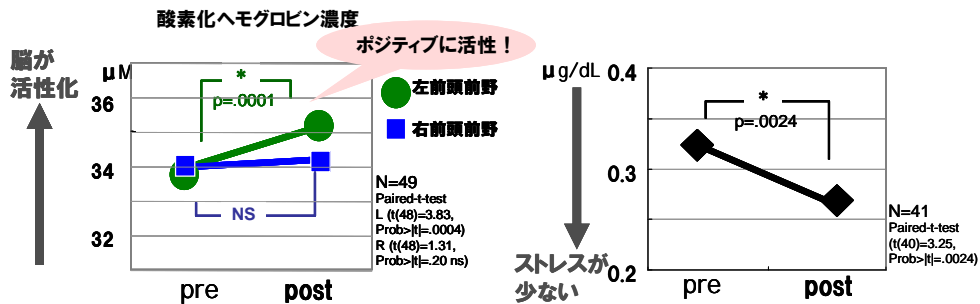 酸素化ヘモグロビン濃度
ポジティブに活性！
脳が
活性化
μM
36
34
32
*
p=.0001
NS
pre
post
左前頭前野
右前頭前野
N=49
Paired-t-test
L (t(48)=3.83,
Prob>|t|=.0004)
R (t(48)=1.31,
Prob>|t|=.20 ns)
μg/dL
ストレスが
少ない
0.4
0.3
0.2
*
p=.0024
pre
post
N=41
Paired-t-test
(t(40)=3.25,
Prob>|t|=.0024)